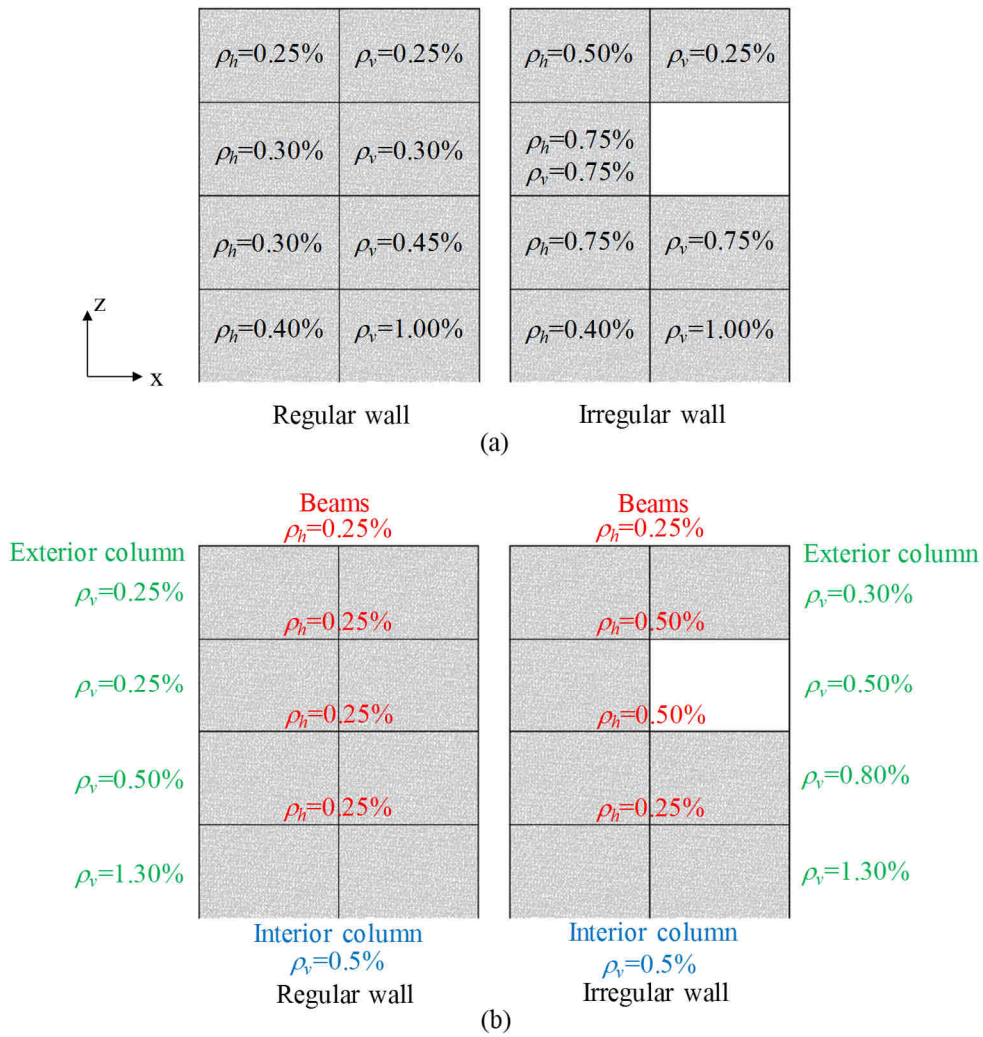 ρh=0.25% ρv=0.25% ρh=0.50% ρv=0.25%
ρh=0.30% ρv=0.30% ρh=0.75%
ρv=0.75%
ρh=0.30% ρv=0.45% ρh=0.75% ρv=0.75%
ρh=0.40% ρv=1.00% ρh=0.40% ρv=1.00%
z
x
Regular wall Irregular wall
(a)
Beams Beams
ρh=0.25% ρh=0.25%
Exterior column Exterior column
ρv=0.25% ρv=0.30%
ρh=0.25% ρh=0.50%
ρv=0.25% ρv=0.50%
ρh=0.25% ρh=0.50%
ρv=0.50% ρv=0.80%
ρh=0.25% ρh=0.25%
ρv=1.30% ρv=1.30%
Interior column Interior column
ρv=0.5% ρv=0.5%
Regular wall Irregular wall
(b)